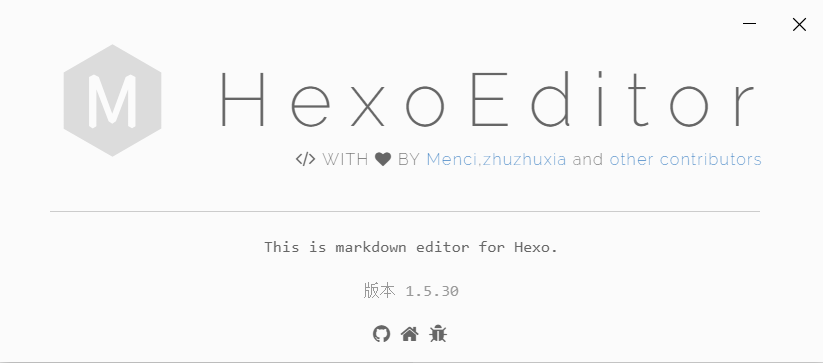 M
HexoEditor
</> WITH ♥ BY Menci,zhuzhuxia and other contributors
This is markdown editor for Hexo.
版本 1.5.30